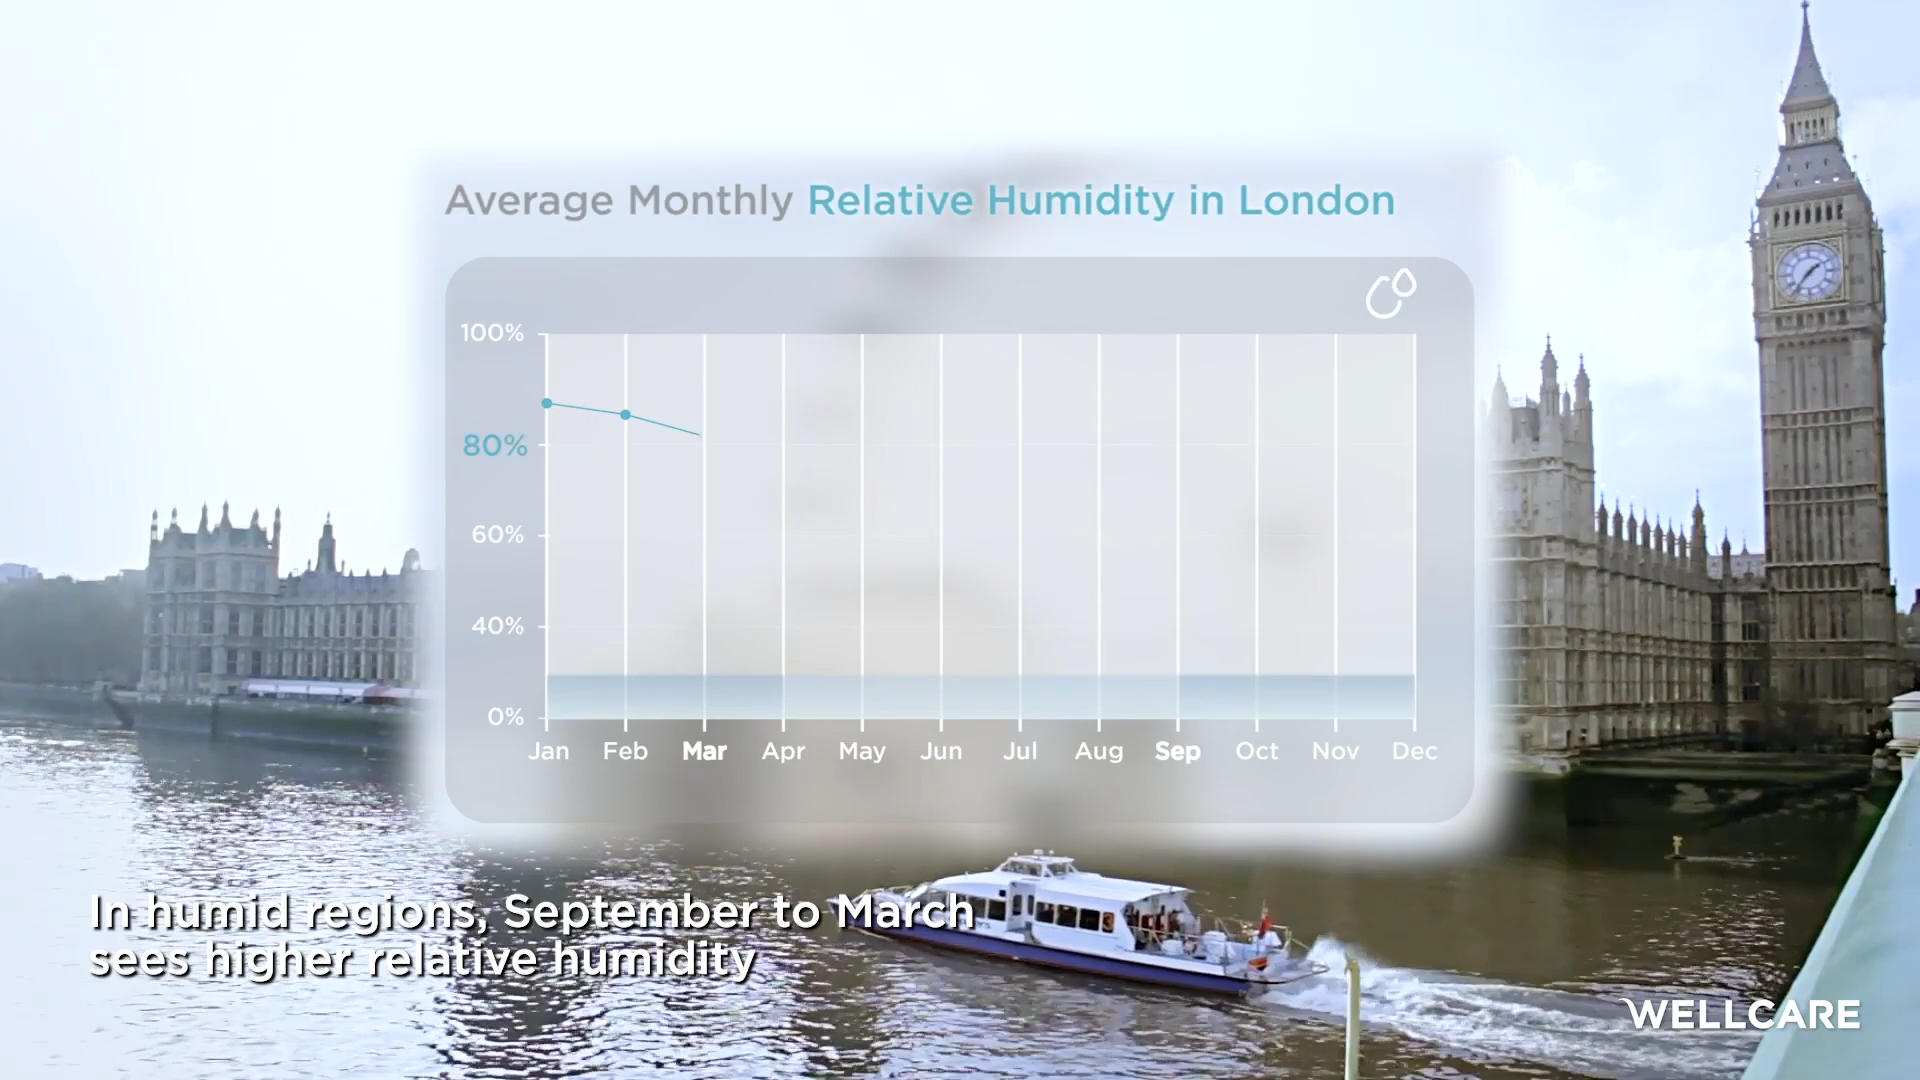 Average Monthly Relative Humidity in London
100%
80%
60%
40%
0%
Jan Feb Mar Apr May Jun Jul Aug Sep Oct Nov Dec
In humid regions, September to March
sees higher relative humidity
WELLCARE